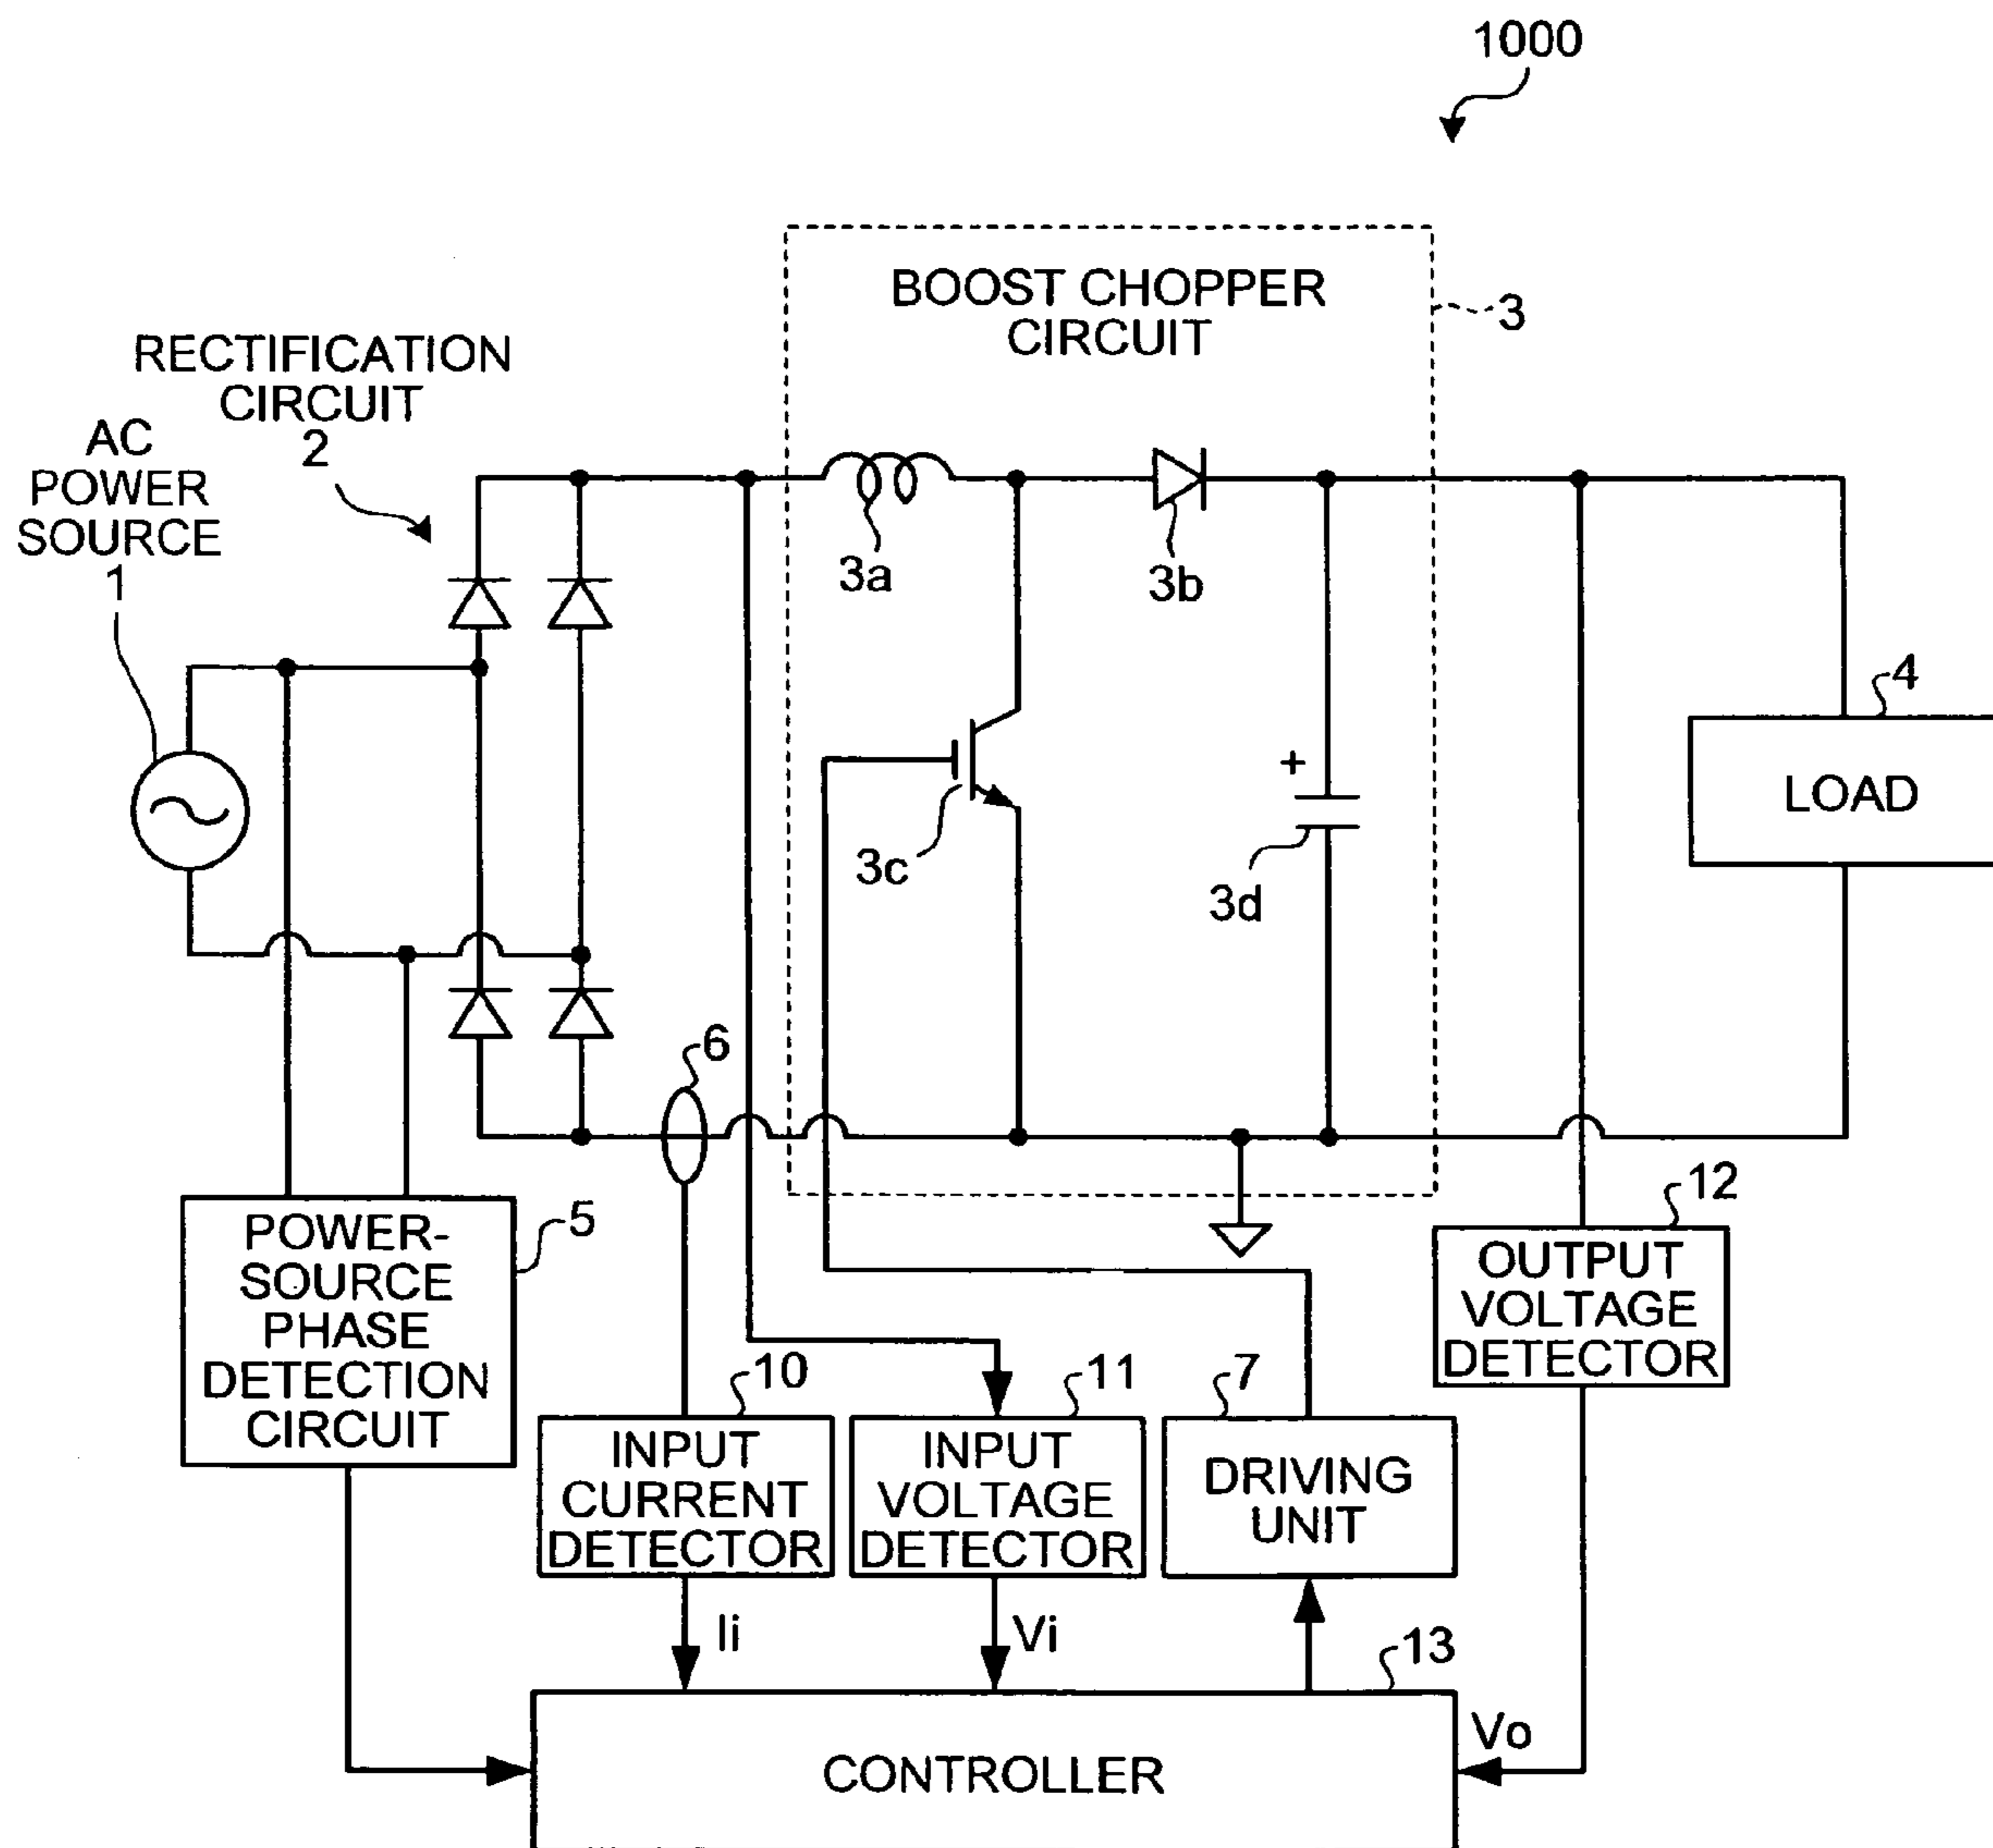 1000
BOOST CHOPPER
CIRCUIT
3
RECTIFICATION
CIRCUIT
2
AC
POWER
SOURCE
1
3a
3b
4
LOAD
+
3c
3d
6
5
POWER-
SOURCE
PHASE
DETECTION
CIRCUIT
12
OUTPUT
VOLTAGE
DETECTOR
10
INPUT
CURRENT
DETECTOR
11
INPUT
VOLTAGE
DETECTOR
7
DRIVING
UNIT
Ii
Vi
13
Vo
CONTROLLER